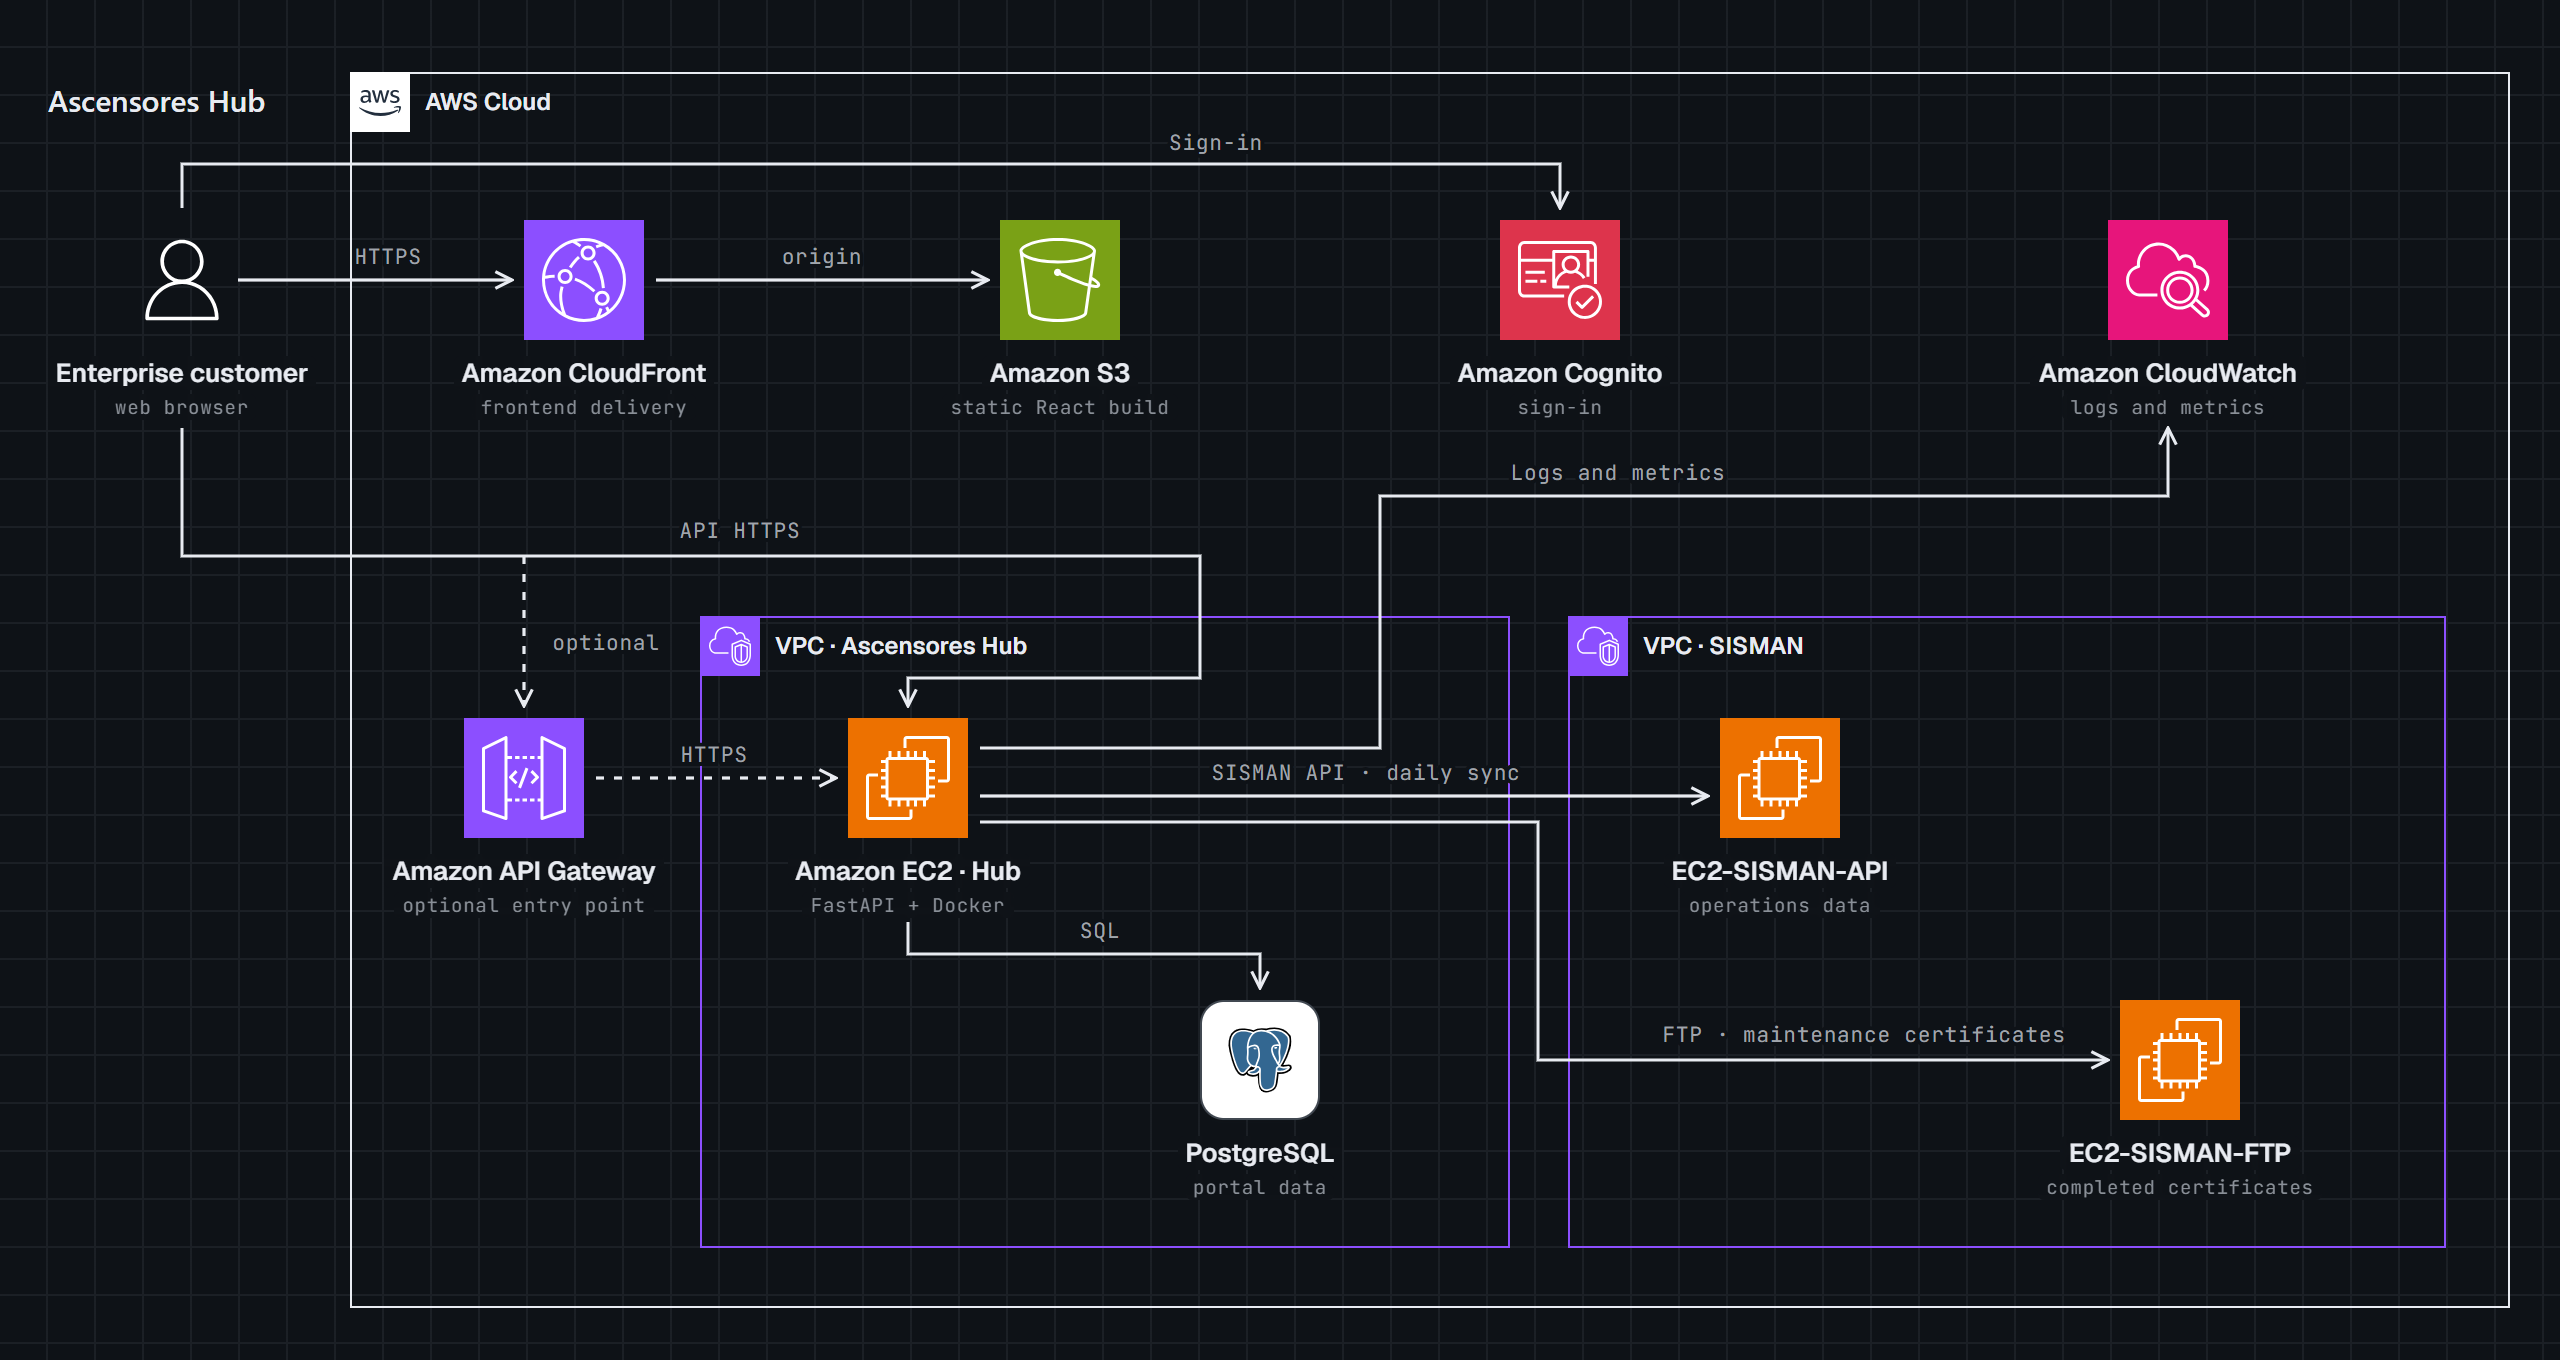 Ascensores Hub
aws
AWS Cloud
Sign-in
HTTPS
origin
Enterprise customer
web browser
Amazon CloudFront
frontend delivery
Amazon S3
static React build
Amazon Cognito
sign-in
Amazon CloudWatch
logs and metrics
Logs and metrics
API HTTPS
optional
VPC · Ascensores Hub
VPC · SISMAN
HTTPS
SISMAN API · daily sync
</>
Amazon API Gateway
optional entry point
Amazon EC2 · Hub
FastAPI + Docker
EC2-SISMAN-API
operations data
SQL
FTP · maintenance certificates
PostgreSQL
portal data
EC2-SISMAN-FTP
completed certificates